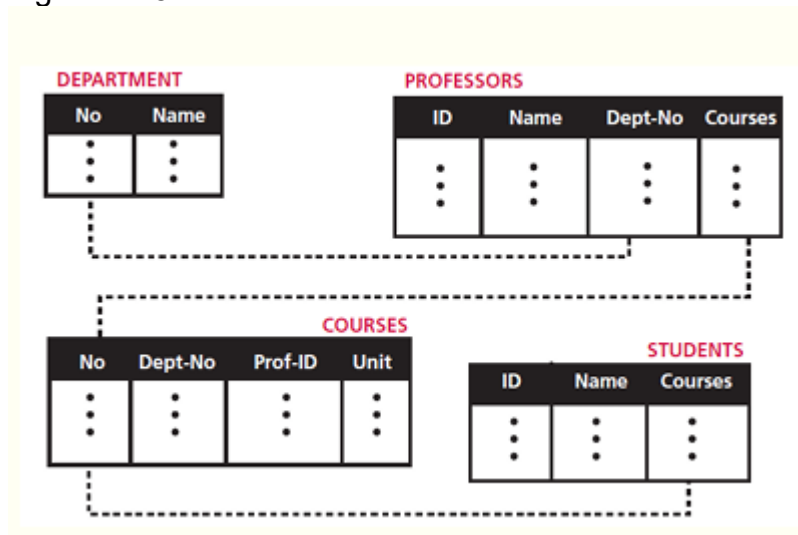 DEPARTMENT
No Name
PROFESSORS
ID Name Dept-No Courses
COURSES
No Dept-No Prof-ID Unit
STUDENTS
ID Name Courses